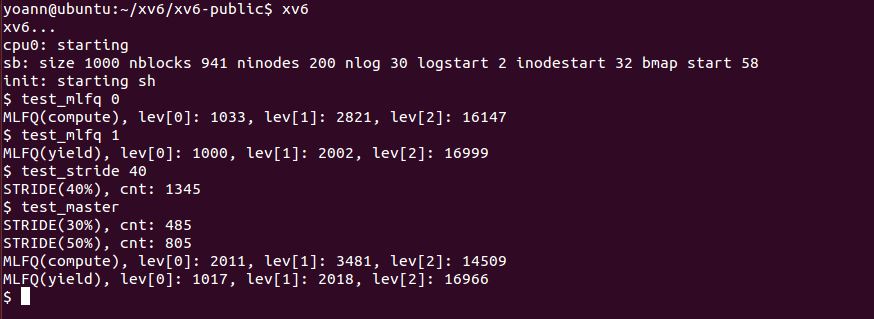 yoann@ubuntu:~/xv6/xv6-public$ xv6
xv6...
cpu0: starting
sb: size 1000 nblocks 941 ninodes 200 nlog 30 logstart 2 inodestart 32 bmap start 58
init: starting sh
$ test_mlfq 0
MLFQ(compute), lev[0]: 1033, lev[1]: 2821, lev[2]: 16147
$ test_mlfq 1
MLFQ(yield), lev[0]: 1000, lev[1]: 2002, lev[2]: 16999
$ test_stride 40
STRIDE(40%), cnt: 1345
$ test_master
STRIDE(30%), cnt: 485
STRIDE(50%), cnt: 805
MLFQ(compute), lev[0]: 2011, lev[1]: 3481, lev[2]: 14509
MLFQ(yield), lev[0]: 1017, lev[1]: 2018, lev[2]: 16966
$